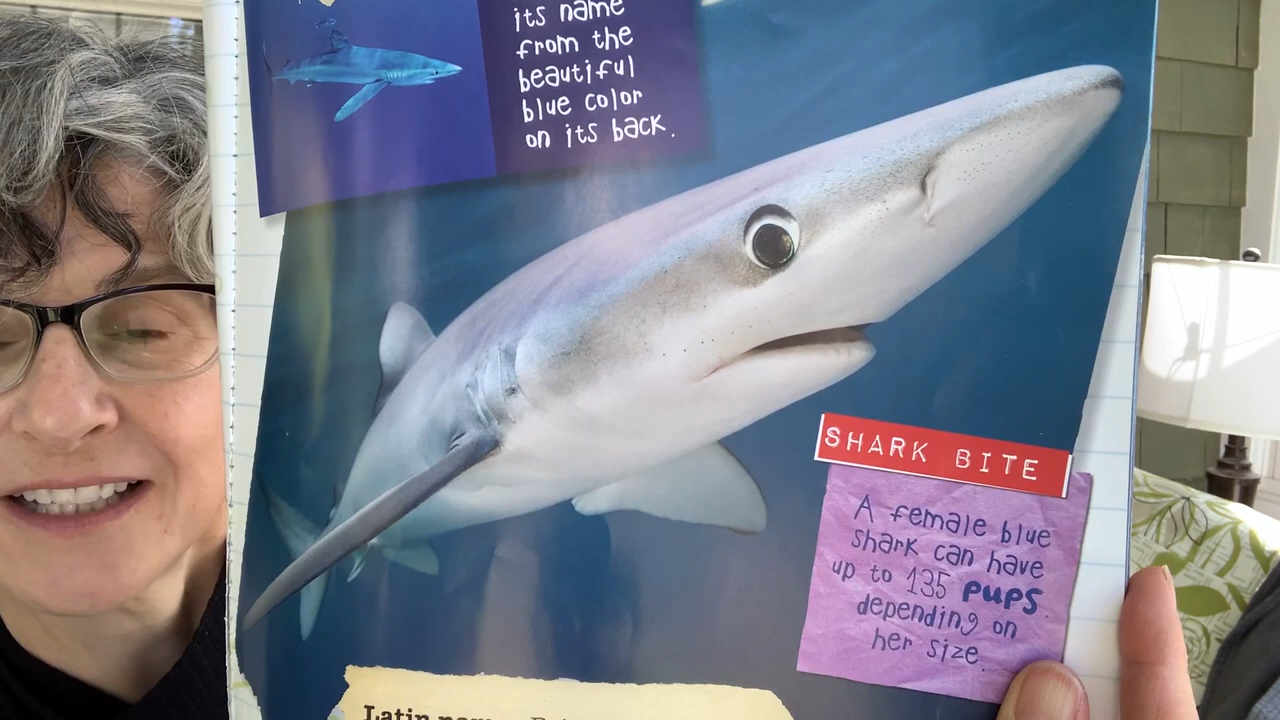 its name
from the
beautiful
blue color
on its back.
SHARK BITE
A female blue
shark can have
up to 135 pups
depending on
her size.
Latin